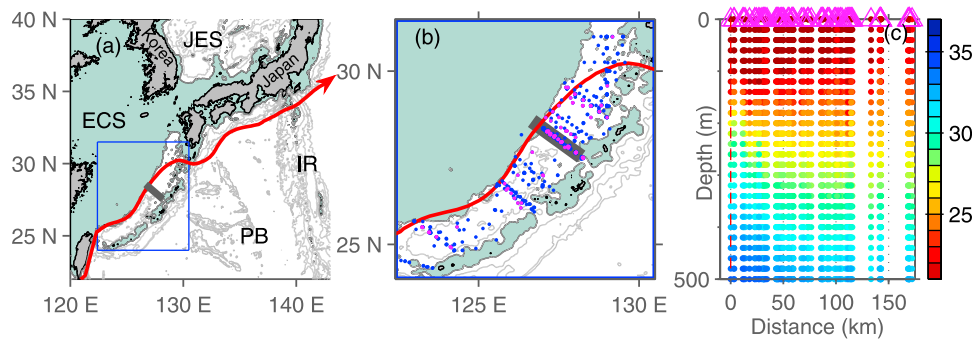 40 N
35 N
30 N
25 N
120 E
130 E
140 E
(a)
Korea
JES
Japan
ECS
IR
PB
(b)
30 N
25 N
125 E
130 E
(c)
0
500
Depth (m)
0
50
100
150
Distance (km)
35
30
25